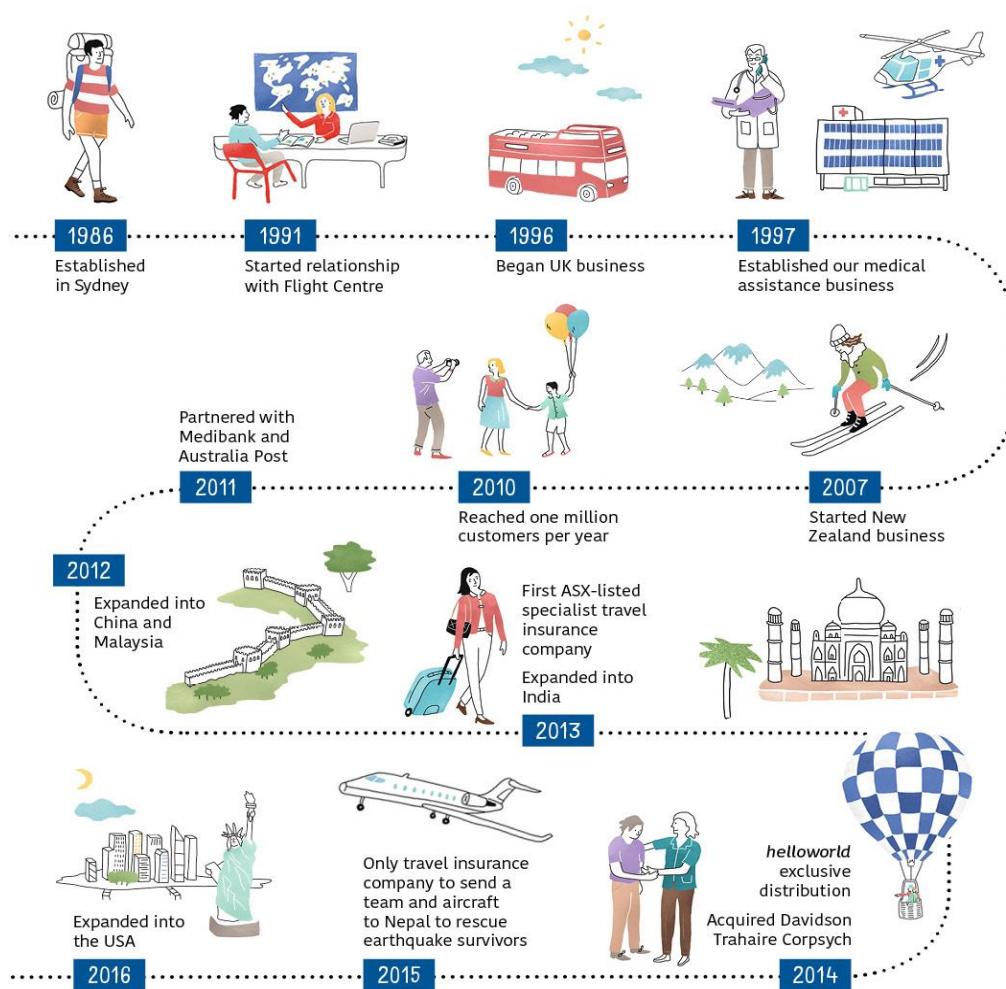 1986
Established
in Sydney
1991
Started relationship
with Flight Centre
1996
Began UK business
1997
Established our medical
assistance business
2007
Started New
Zealand business
2010
Reached one million
customers per year
Partnered with
Medibank and
Australia Post
2011
2012
Expanded into
China and
Malaysia
First ASX-listed
specialist travel
insurance
company
Expanded into
India
2013
helloworld
exclusive
distribution
Acquired Davidson
Trahaire Corpsych
2014
Only travel insurance
company to send a
team and aircraft
to Nepal to rescue
earthquake survivors
2015
Expanded into
the USA
2016